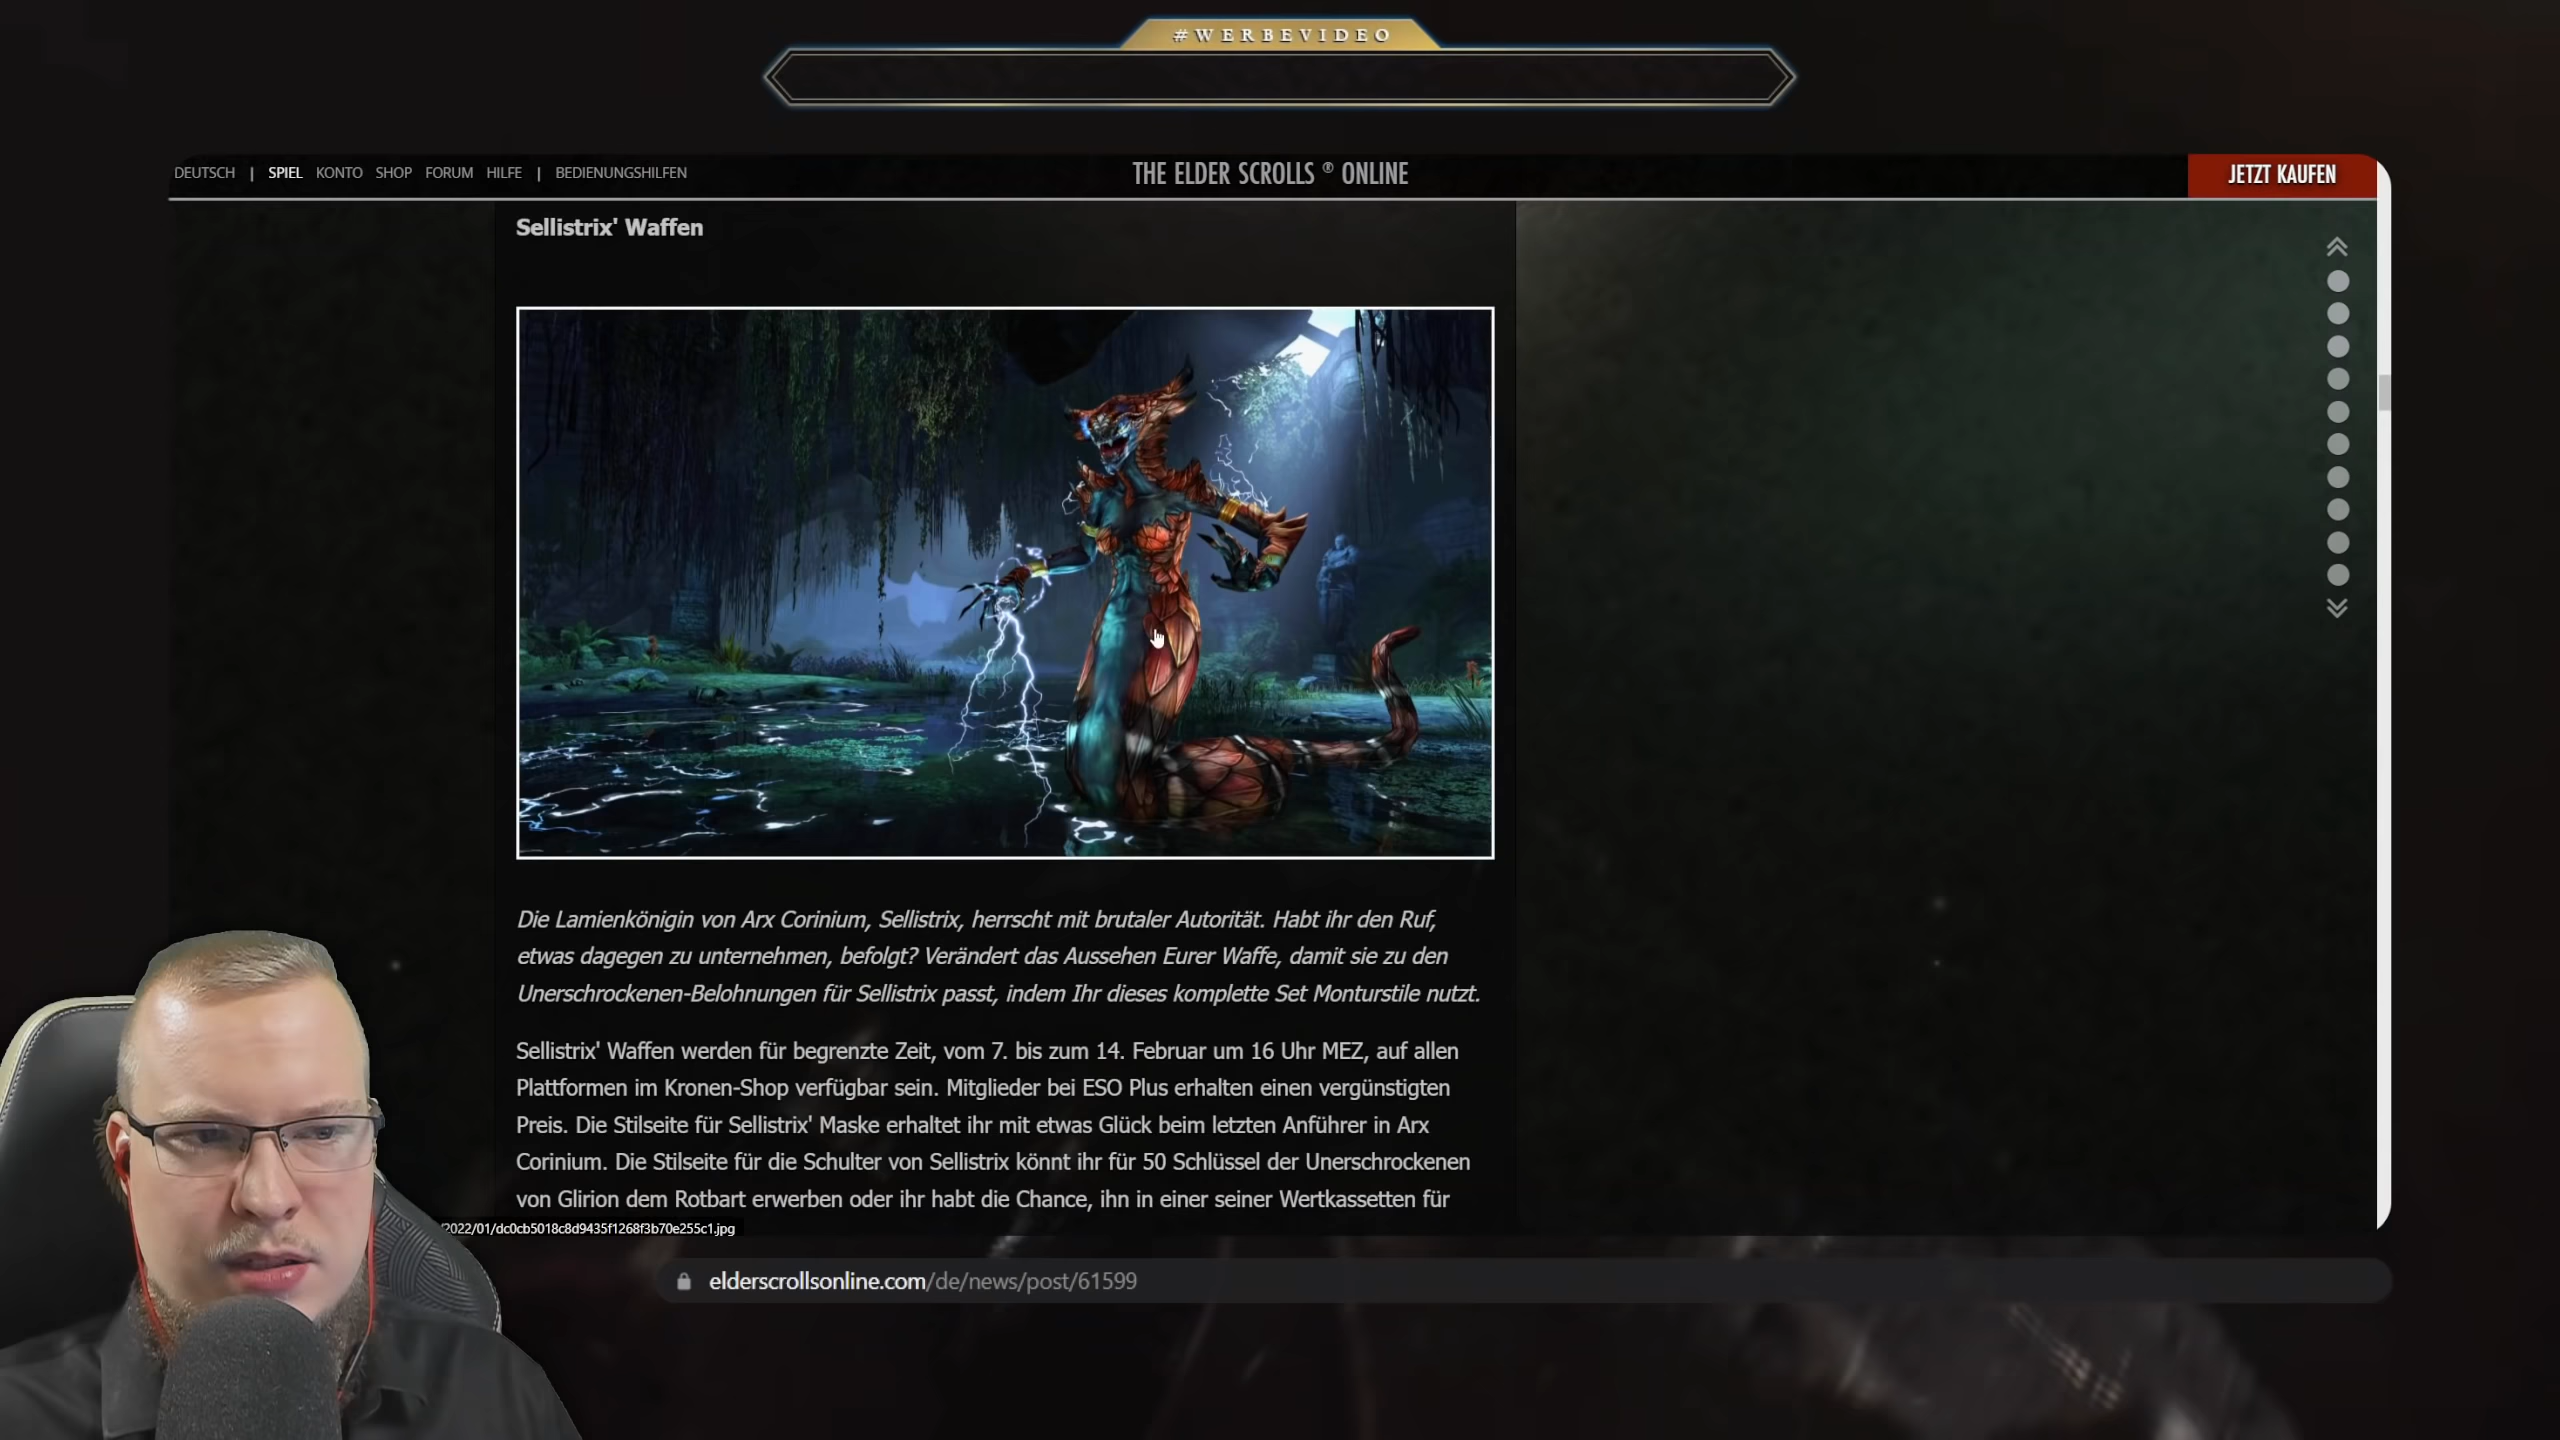 #WERBEVIDEO
DEUTSCH | SPIEL KONTO SHOP FORUM HILFE | BEDIENUNGSHILFEN
THE ELDER SCROLLS ® ONLINE
JETZT KAUFEN
Sellistrix' Waffen
Die Lamienkönigin von Arx Corinium, Sellistrix, herrscht mit brutaler Autorität. Habt ihr den Ruf,
etwas dagegen zu unternehmen, befolgt? Verändert das Aussehen Eurer Waffe, damit sie zu den
Unerschrockenen-Belohnungen für Sellistrix passt, indem Ihr dieses komplette Set Monturstile nutzt.
Sellistrix' Waffen werden für begrenzte Zeit, vom 7. bis zum 14. Februar um 16 Uhr MEZ, auf allen
Plattformen im Kronen-Shop verfügbar sein. Mitglieder bei ESO Plus erhalten einen vergünstigten
Preis. Die Stilseite für Sellistrix' Maske erhaltet ihr mit etwas Glück beim letzten Anführer in Arx
Corinium. Die Stilseite für die Schulter von Sellistrix könnt ihr für 50 Schlüssel der Unerschrockenen
von Glirion dem Rotbart erwerben oder ihr habt die Chance, ihn in einer seiner Wertkassetten für
/2022/01/dc0cb5018c8d9435f1268f3b70e255c1.jpg
elderscrollsonline.com/de/news/post/61599